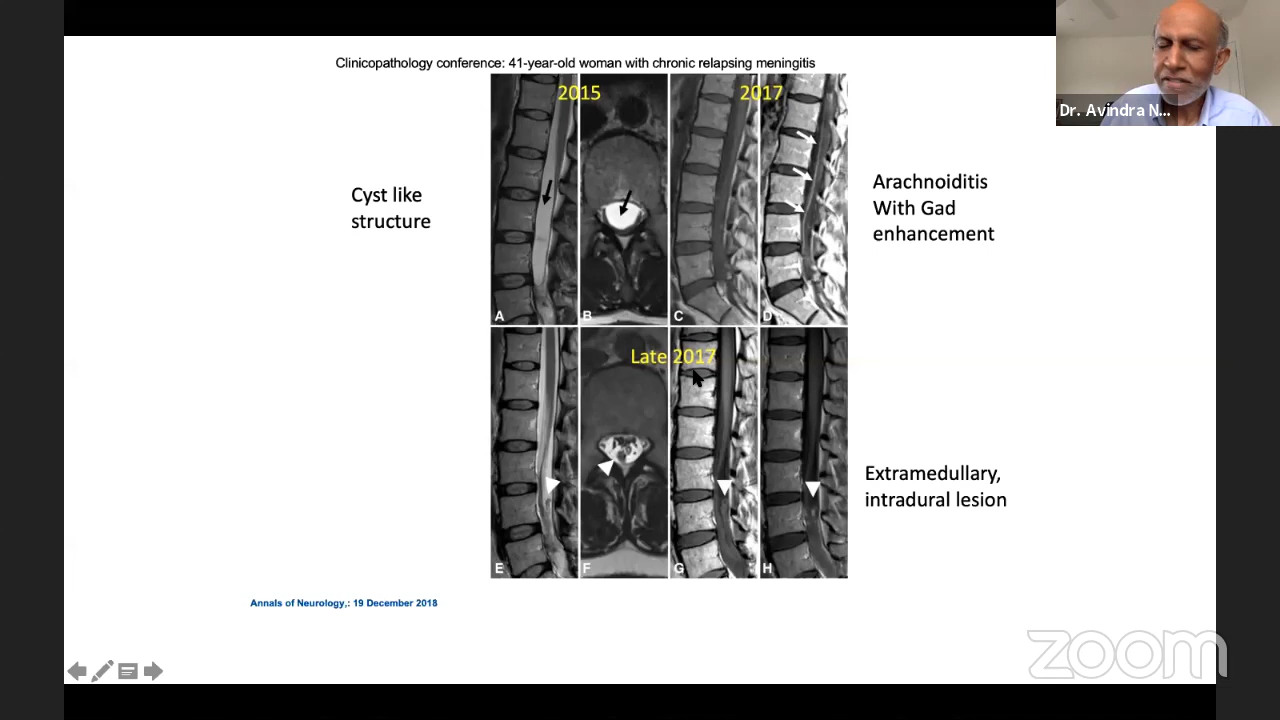 Clinicopathology conference: 41-year-old woman with chronic relapsing meningitis
Dr. Avindra N...
2015
2017
Cyst like
structure
Arachnoiditis
With Gad
enhancement
A
B
C
D
Late 2017
Extramedullary,
intradural lesion
E
F
G
H
Annals of Neurology,: 19 December 2018
zoom